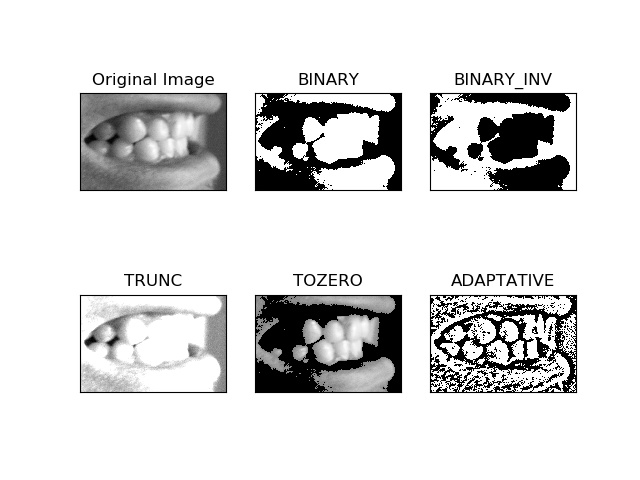 Original Image
BINARY
BINARY_INV
TRUNC
TOZERO
ADAPTATIVE